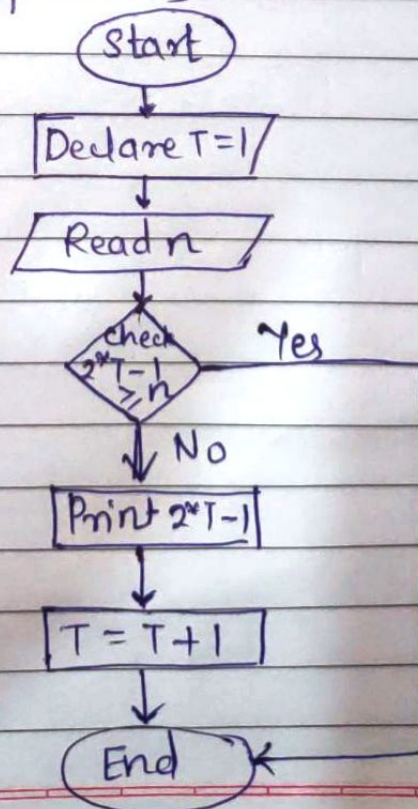 Start
Declare T=1
Read n
check
2*T-1
≥ n
Yes
No
Print 2*T-1
T = T+1
End